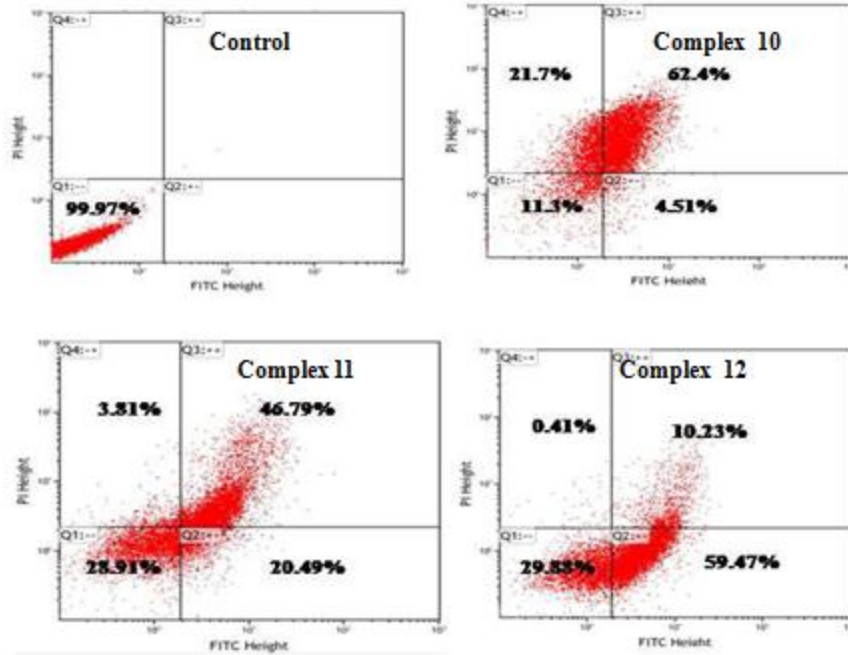 Q4:-+ Q3:++
Control
PI Height
Q1:-- Q2:+-
99.97%
FITC Height
Q4:-+ Q3:++
Complex 10
21.7% 62.4%
PI Height
Q1:-- Q2:+-
11.3% 4.51%
FITC Height
Q4:-+ Q3:++
Complex 11
3.81% 46.79%
PI Height
Q1:-- Q2:+-
28.91% 20.49%
FITC Height
Q4:-+ Q3:++
Complex 12
0.41% 10.23%
PI Height
Q1:-- Q2:+-
29.88% 59.47%
FITC Height